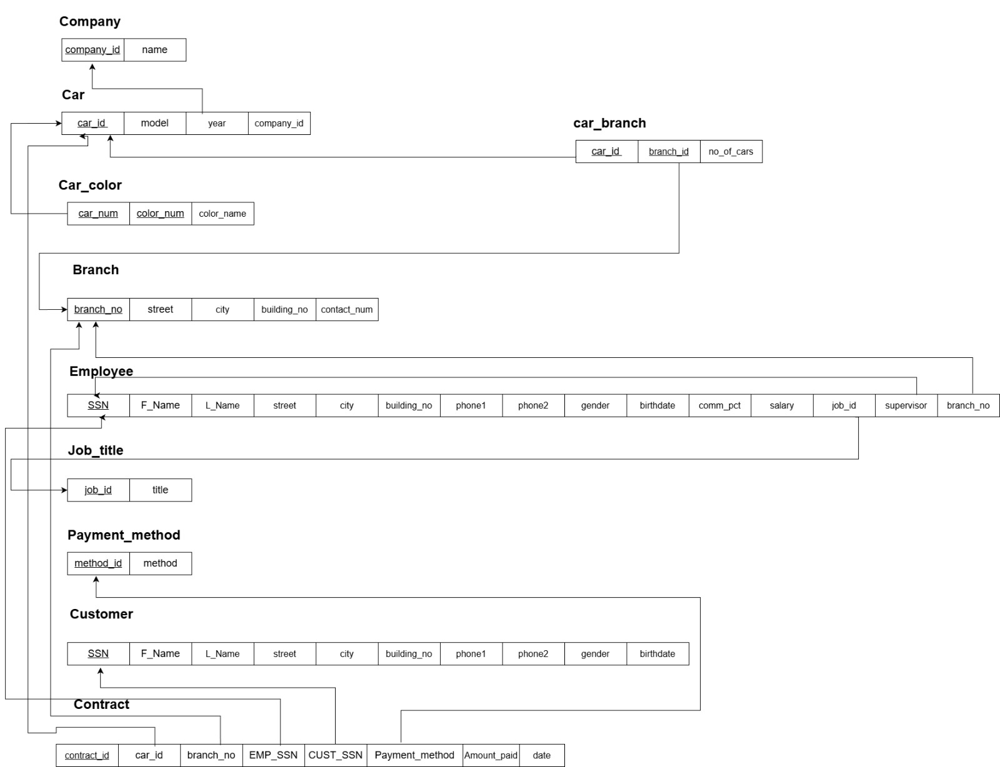 Company
company_id name
Car
car_id model year company_id
car_branch
car_id branch_id no_of_cars
Car_color
car_num color_num color_name
Branch
branch_no street city building_no contact_num
Employee
SSN F_Name L_Name street city building_no phone1 phone2 gender birthdate comm_pct salary job_id supervisor branch_no
Job_title
job_id title
Payment_method
method_id method
Customer
SSN F_Name L_Name street city building_no phone1 phone2 gender birthdate
Contract
contract_id car_id branch_no EMP_SSN CUST_SSN Payment_method Amount_paid date